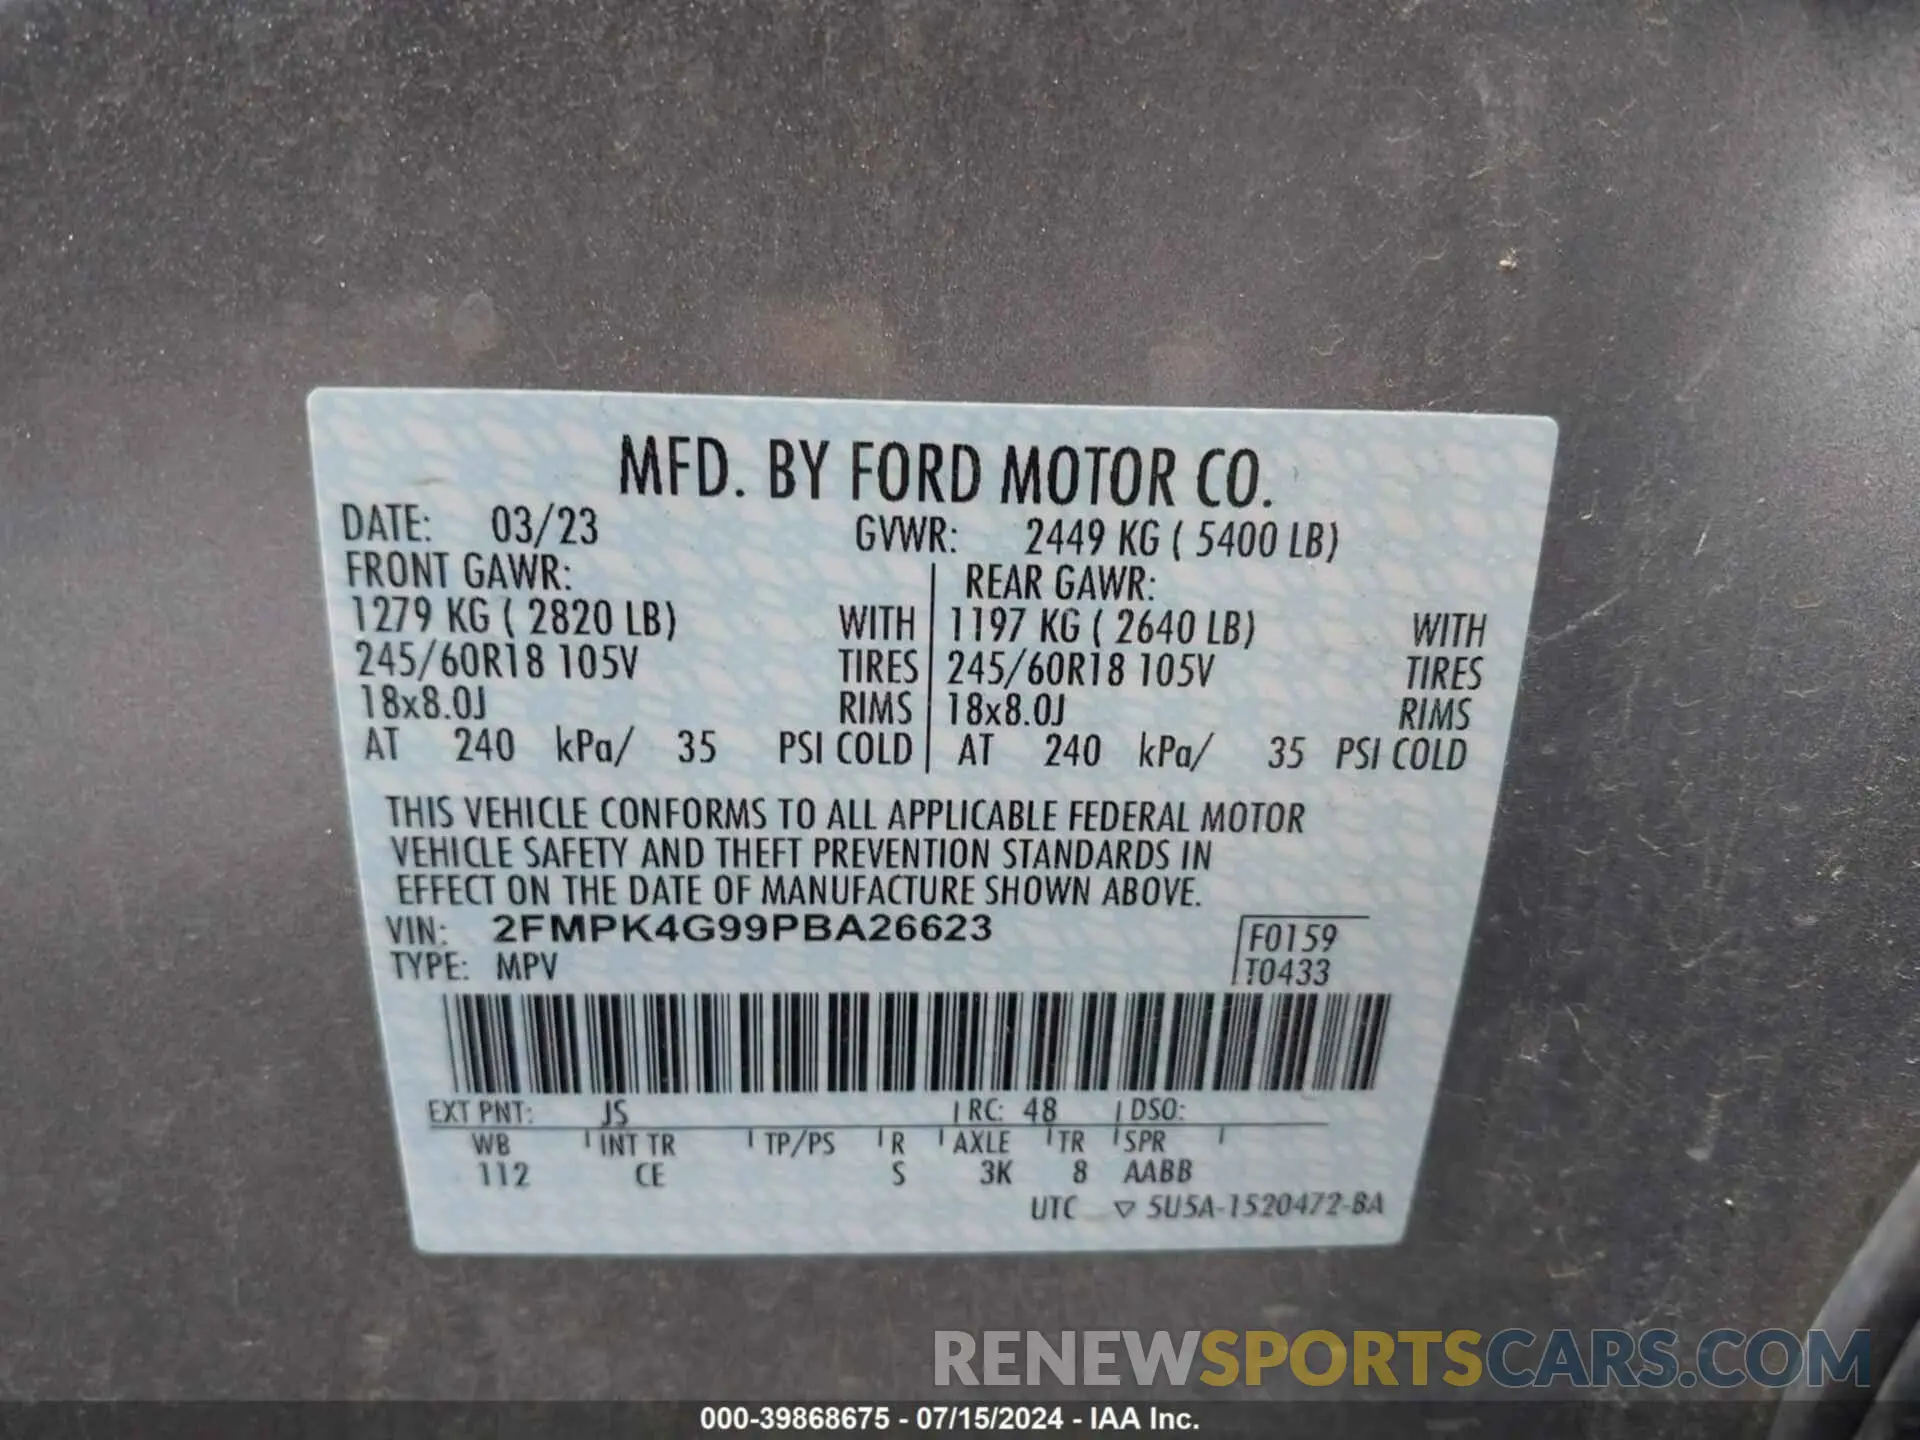 MFD. BY FORD MOTOR CO.
DATE: 03/23 GVWR: 2449 KG ( 5400 LB)
FRONT GAWR: REAR GAWR:
1279 KG ( 2820 LB) WITH 1197 KG ( 2640 LB) WITH
245/60R18 105V TIRES 245/60R18 105V TIRES
18x8.0J RIMS 18x8.0J RIMS
AT 240 kPa/ 35 PSI COLD AT 240 kPa/ 35 PSI COLD
THIS VEHICLE CONFORMS TO ALL APPLICABLE FEDERAL MOTOR
VEHICLE SAFETY AND THEFT PREVENTION STANDARDS IN
EFFECT ON THE DATE OF MANUFACTURE SHOWN ABOVE.
VIN: 2FMPK4G99PBA26623 F0159
TYPE: MPV T0433
EXT PNT: JS RC: 48 DSO:
WB INT TR TP/PS R AXLE TR SPR
112 CE S 3K 8 AABB
UTC ▽ 5U5A-1520472-BA
RENEWSPORTSCARS.COM
000-39868675 - 07/15/2024 - IAA Inc.